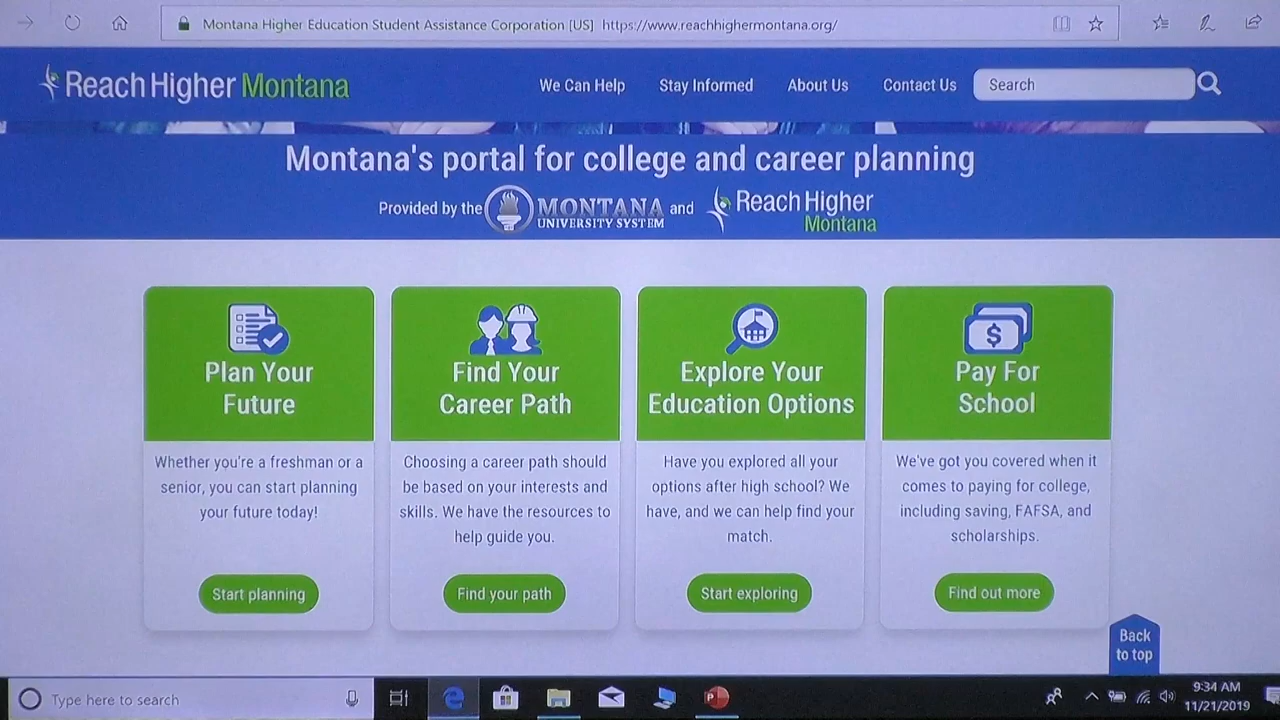 Montana Higher Education Student Assistance Corporation [US] https://www.reachhighermontana.org/
Reach Higher Montana
We Can Help
Stay Informed
About Us
Contact Us
Search
Montana's portal for college and career planning
Provided by the MONTANA UNIVERSITY SYSTEM and Reach Higher Montana
Plan Your
Future
Whether you're a freshman or a
senior, you can start planning
your future today!
Start planning
Find Your
Career Path
Choosing a career path should
be based on your interests and
skills. We have the resources to
help guide you.
Find your path
Explore Your
Education Options
Have you explored all your
options after high school? We
have, and we can help find your
match.
Start exploring
Pay For
School
$
We've got you covered when it
comes to paying for college,
including saving, FAFSA, and
scholarships.
Find out more
Back
to top
Type here to search
9:34 AM
11/21/2019